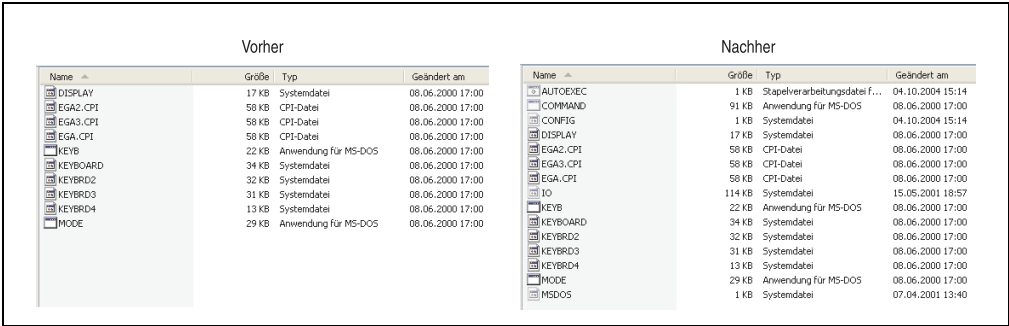 Vorher
Name Größe Typ Geändert am
DISPLAY 17 KB Systemdatei 08.06.2000 17:00
EGA2.CPI 58 KB CPI-Datei 08.06.2000 17:00
EGA3.CPI 58 KB CPI-Datei 08.06.2000 17:00
EGA.CPI 58 KB CPI-Datei 08.06.2000 17:00
KEYB 22 KB Anwendung für MS-DOS 08.06.2000 17:00
KEYBOARD 34 KB Systemdatei 08.06.2000 17:00
KEYBRD2 32 KB Systemdatei 08.06.2000 17:00
KEYBRD3 31 KB Systemdatei 08.06.2000 17:00
KEYBRD4 13 KB Systemdatei 08.06.2000 17:00
MODE 29 KB Anwendung für MS-DOS 08.06.2000 17:00
Nachher
Name Größe Typ Geändert am
AUTOEXEC 1 KB Stapelverarbeitungsdatei f... 04.10.2004 15:14
COMMAND 91 KB Anwendung für MS-DOS 08.06.2000 17:00
CONFIG 1 KB Systemdatei 04.10.2004 15:14
DISPLAY 17 KB Systemdatei 08.06.2000 17:00
EGA2.CPI 58 KB CPI-Datei 08.06.2000 17:00
EGA3.CPI 58 KB CPI-Datei 08.06.2000 17:00
EGA.CPI 58 KB CPI-Datei 08.06.2000 17:00
IO 114 KB Systemdatei 15.05.2001 18:57
KEYB 22 KB Anwendung für MS-DOS 08.06.2000 17:00
KEYBOARD 34 KB Systemdatei 08.06.2000 17:00
KEYBRD2 32 KB Systemdatei 08.06.2000 17:00
KEYBRD3 31 KB Systemdatei 08.06.2000 17:00
KEYBRD4 13 KB Systemdatei 08.06.2000 17:00
MODE 29 KB Anwendung für MS-DOS 08.06.2000 17:00
MSDOS 1 KB Systemdatei 07.04.2001 13:40